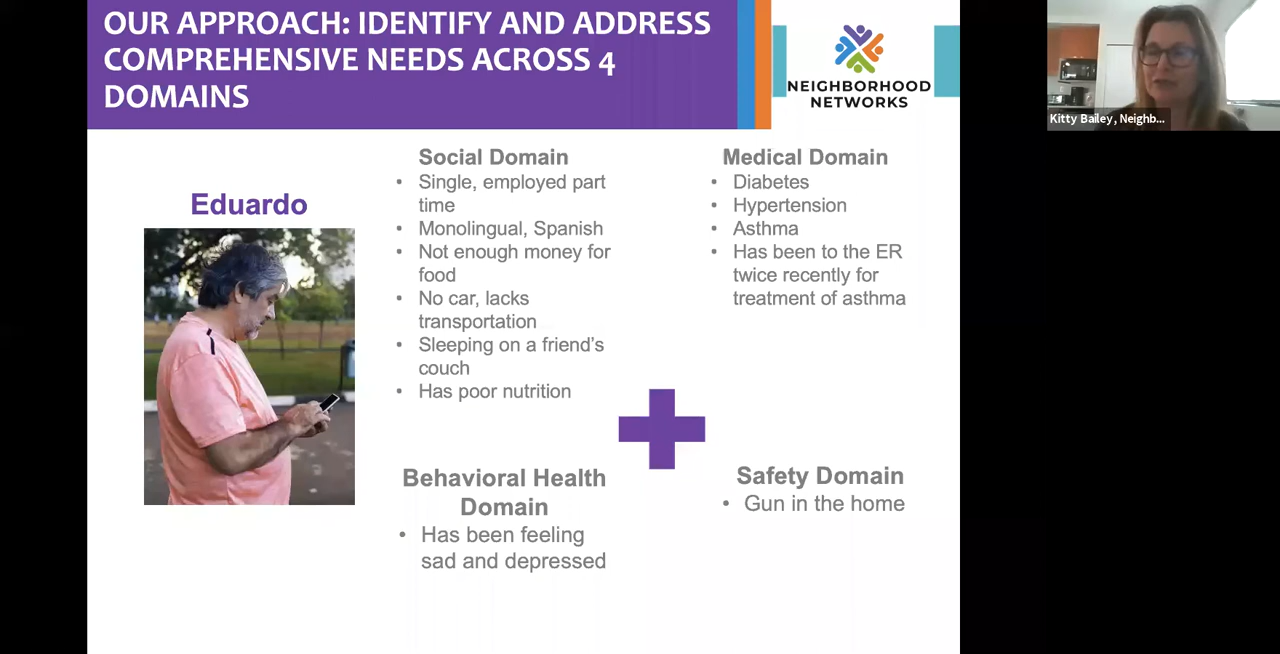 OUR APPROACH: IDENTIFY AND ADDRESS
COMPREHENSIVE NEEDS ACROSS 4
DOMAINS
NEIGHBORHOOD
NETWORKS
Kitty Bailey, Neighb...
Eduardo
Social Domain
• Single, employed part
time
• Monolingual, Spanish
• Not enough money for
food
• No car, lacks
transportation
• Sleeping on a friend's
couch
• Has poor nutrition
Medical Domain
• Diabetes
• Hypertension
• Asthma
• Has been to the ER
twice recently for
treatment of asthma
Behavioral Health
Domain
• Has been feeling
sad and depressed
Safety Domain
• Gun in the home